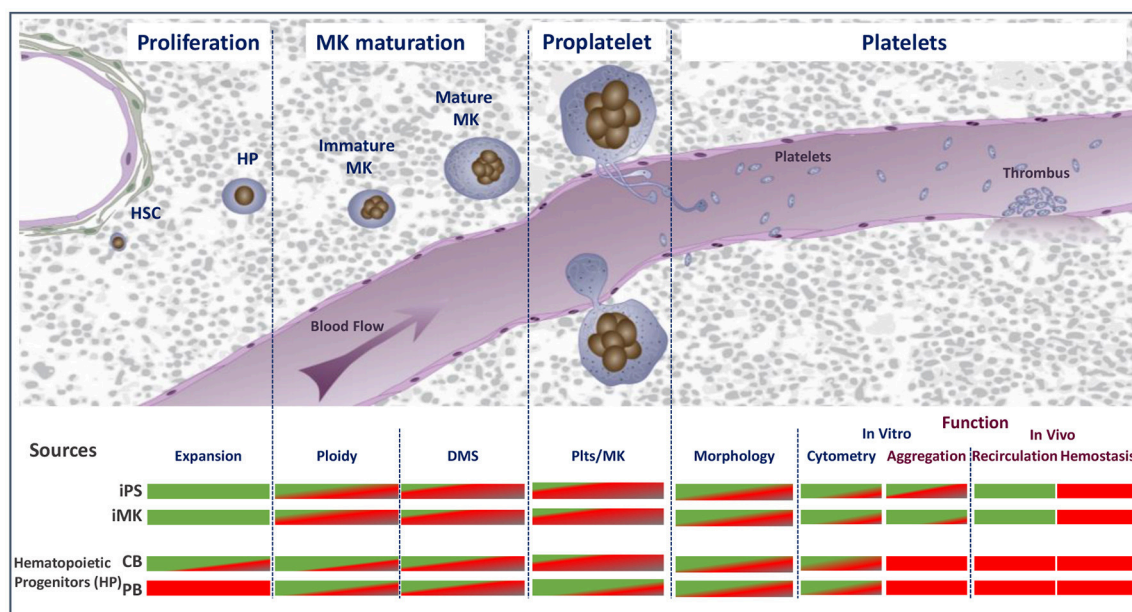 Proliferation
MK maturation
Proplatelet
Platelets
Mature
MK
Immature
MK
HP
HSC
Platelets
Thrombus
Blood Flow
Function
In Vitro
In Vivo
Sources
Expansion
Ploidy
DMS
Plts/MK
Morphology
Cytometry
Aggregation
Recirculation
Hemostasis
iPS
iMK
Hematopoietic
Progenitors (HP)
CB
PB